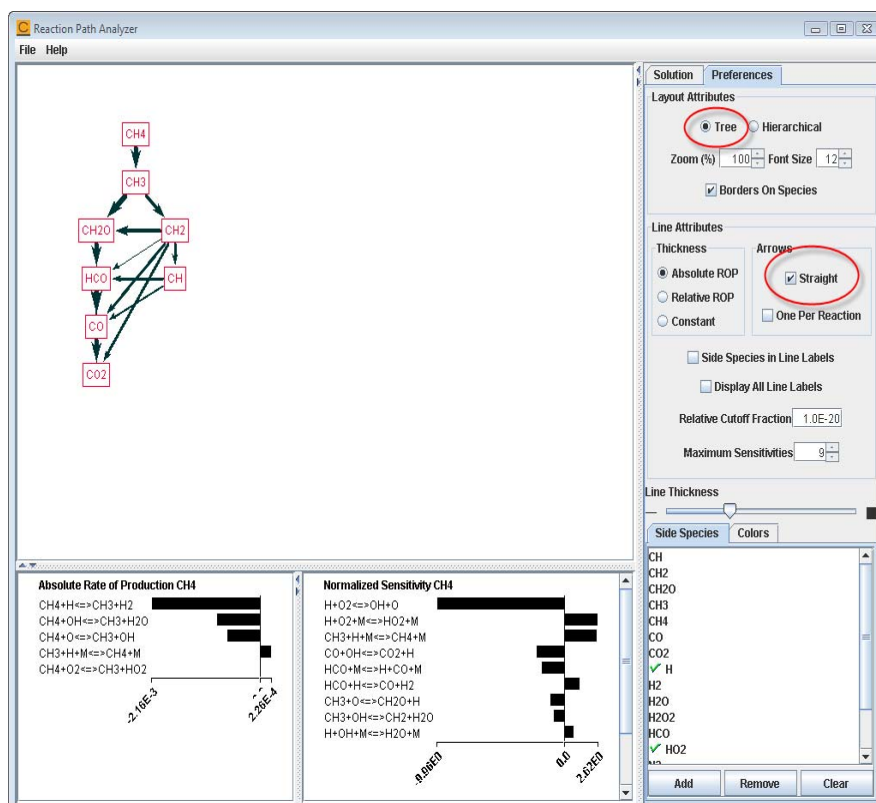 Reaction Path Analyzer
File Help
CH4
CH3
CH2O CH2
HCO CH
CO
CO2
Solution Preferences
Layout Attributes
Tree Hierarchical
Zoom (%) 100 Font Size 12
Borders On Species
Line Attributes
Thickness Arrows
Absolute ROP
Straight
Relative ROP
One Per Reaction
Constant
Side Species in Line Labels
Display All Line Labels
Relative Cutoff Fraction 1.0E-20
Maximum Sensitivities 9
Line Thickness
Side Species Colors
CH
CH2
CH2O
CH3
CH4
CO
CO2
H
H2
H2O
H2O2
HCO
HO2
Add Remove Clear
Absolute Rate of Production CH4
CH4+H<=>CH3+H2
CH4+OH<=>CH3+H2O
CH4+O<=>CH3+OH
CH3+H+M<=>CH4+M
CH4+O2<=>CH3+HO2
-2.16E-3
2.26E-4
Normalized Sensitivity CH4
H+O2<=>OH+O
H+O2+M<=>HO2+M
CH3+H+M<=>CH4+M
CO+OH<=>CO2+H
HCO+M<=>H+CO+M
HCO+H<=>CO+H2
CH3+O<=>CH2O+H
CH3+OH<=>CH2+H2O
H+OH+M<=>H2O+M
-9.96E0
0.0
2.62E0